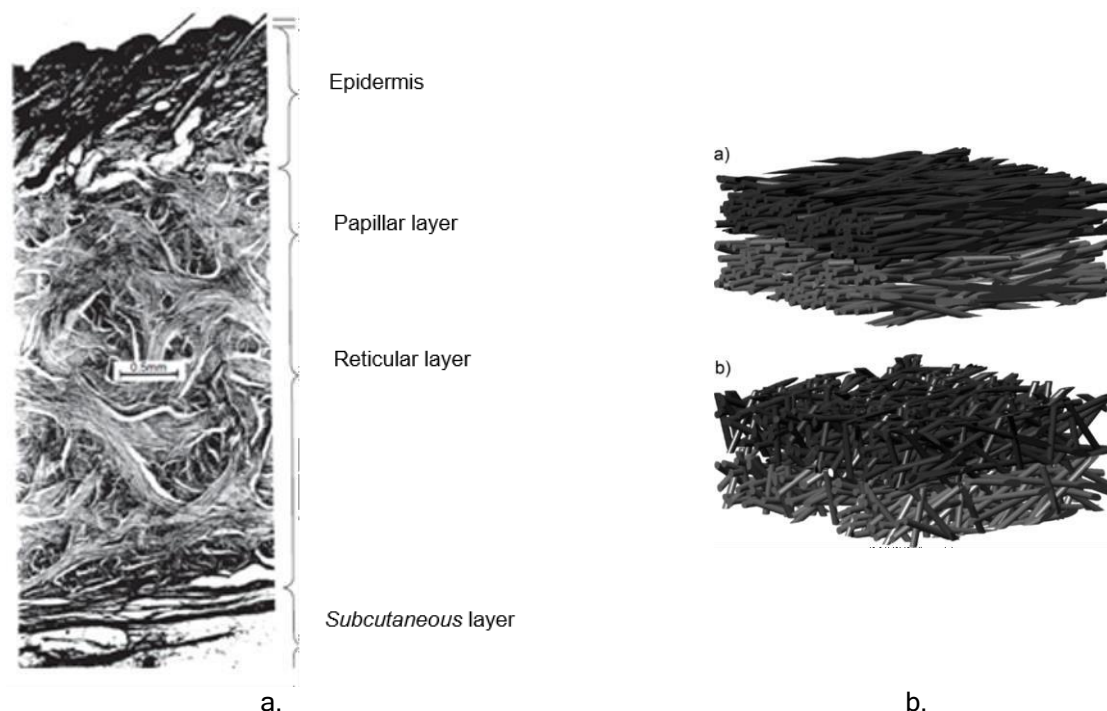 Epidermis
Papillar layer
Reticular layer
0.5mm
Subcutaneous layer
a.
a)
b)
b.